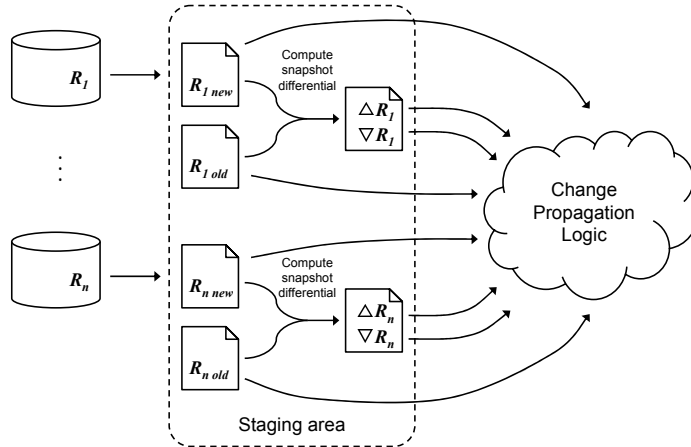 R1
R1 new
Compute
snapshot
differential
△R1
▽R1
R1 old
⋮
Change
Propagation
Logic
Rn
Rn new
Compute
snapshot
differential
△Rn
▽Rn
Rn old
Staging area